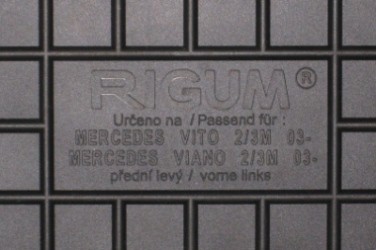 RIGUM®
Určeno na / Passend für :
MERCEDES VITO 2/3M 03-
MERCEDES VIANO 2/3M 03-
přední levý / vorne links